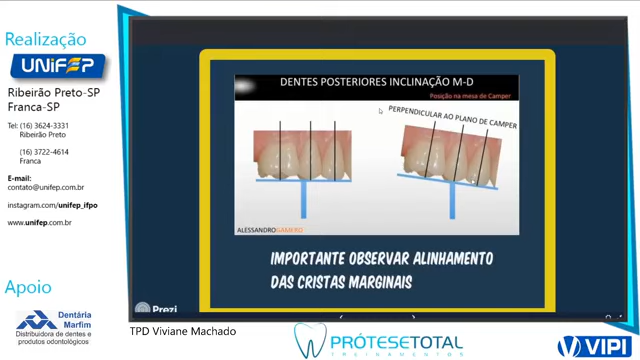 Realização
UNIFEP
Ribeirão Preto-SP
Franca-SP
Tel: (16) 3624-3331
Ribeirão Preto
(16) 3722-4614
Franca
E-mail:
contato@unifep.com.br
instagram.com/unifep_ifpo
www.unifep.com.br
Apoio
Dentária
Marfim
Distribuidora de dentes e
produtos odontológicos
DENTES POSTERIORES INCLINAÇÃO M-D
Posição na mesa de Camper
PERPENDICULAR AO PLANO DE CAMPER
ALESSANDROGAMERO
IMPORTANTE OBSERVAR ALINHAMENTO
DAS CRISTAS MARGINAIS
Prezi
TPD Viviane Machado
PRÓTESETOTAL
TREINAMENTOS
VIPI